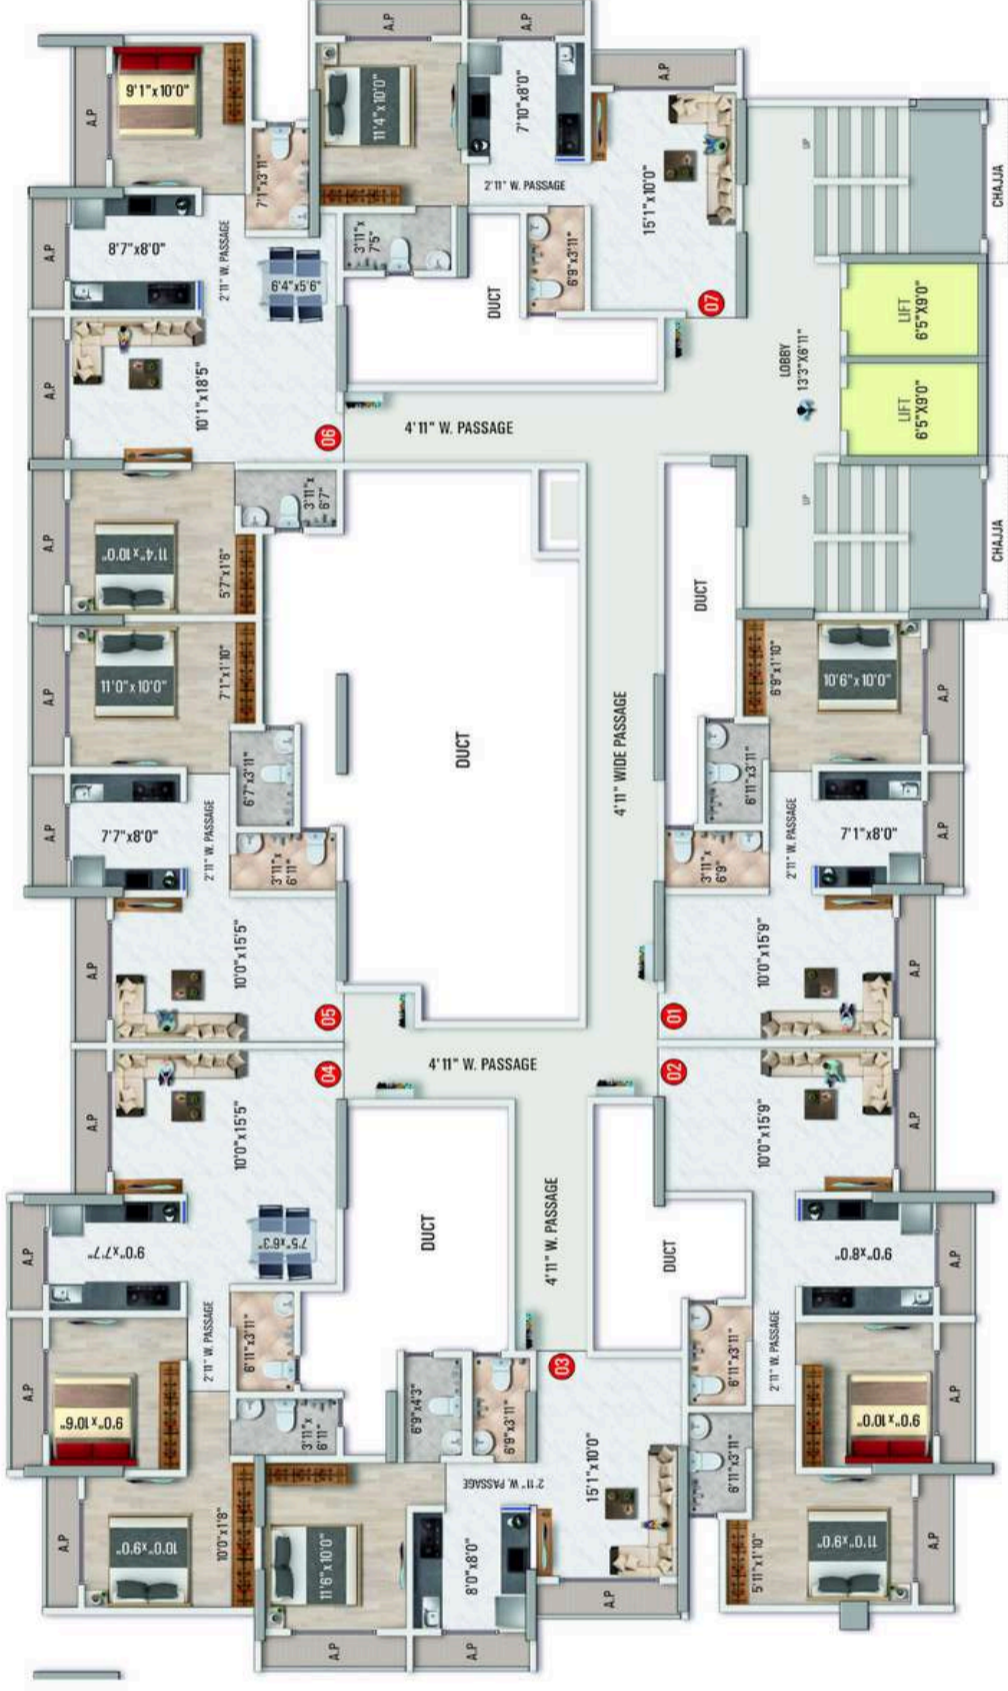 A.P
A.P
A.P
9'1"x10'0"
11'4"x10'0"
7'10"x8'0"
A.P
7'1"x3'11"
2'11" W. PASSAGE
15'1"x10'0"
UP
CHAJJA
A.P
8'7"x8'0"
2'11" W. PASSAGE
6'4"x5'6"
3'11"x
7'5"
6'9"x3'11"
DUCT
07
LIFT
6'5"X9'0"
LOBBY
13'3"X6'11"
A.P
10'1"x18'5"
06
4'11" W. PASSAGE
LIFT
6'5"X9'0"
A.P
11'4"x10'0"
5'7"x1'6"
3'11"x
6'7"
UP
CHAJJA
DUCT
A.P
11'0"x10'0"
7'1"x1'10"
6'9"x1'10"
10'6"x10'0"
A.P
DUCT
4'11" WIDE PASSAGE
6'7"x3'11"
6'11"x3'11"
A.P
7'7"x8'0"
2'11" W. PASSAGE
3'11"x
6'11"
3'11"x
6'9"
2'11" W. PASSAGE
7'1"x8'0"
A.P
A.P
10'0"x15'5"
05
01
10'0"x15'9"
A.P
4'11" W. PASSAGE
04
02
A.P
10'0"x15'5"
10'0"x15'9"
A.P
A.P
9'0"x7'7"
7'5"x6'3"
DUCT
4'11" W. PASSAGE
DUCT
9'0"x8'0"
A.P
2'11" W. PASSAGE
6'11"x3'11"
03
6'11"x3'11"
2'11" W. PASSAGE
A.P
9'0"x10'6"
3'11"x
6'11"
6'9"x4'3"
6'9"x3'11"
9'0"x10'0"
A.P
2'11" W. PASSAGE
15'1"x10'0"
6'11"x3'11"
A.P
10'0"x9'0"
10'0"x1'8"
11'6"x10'0"
8'0"x8'0"
A.P
5'11"x1'10"
11'0"x9'0"
A.P
A.P
A.P